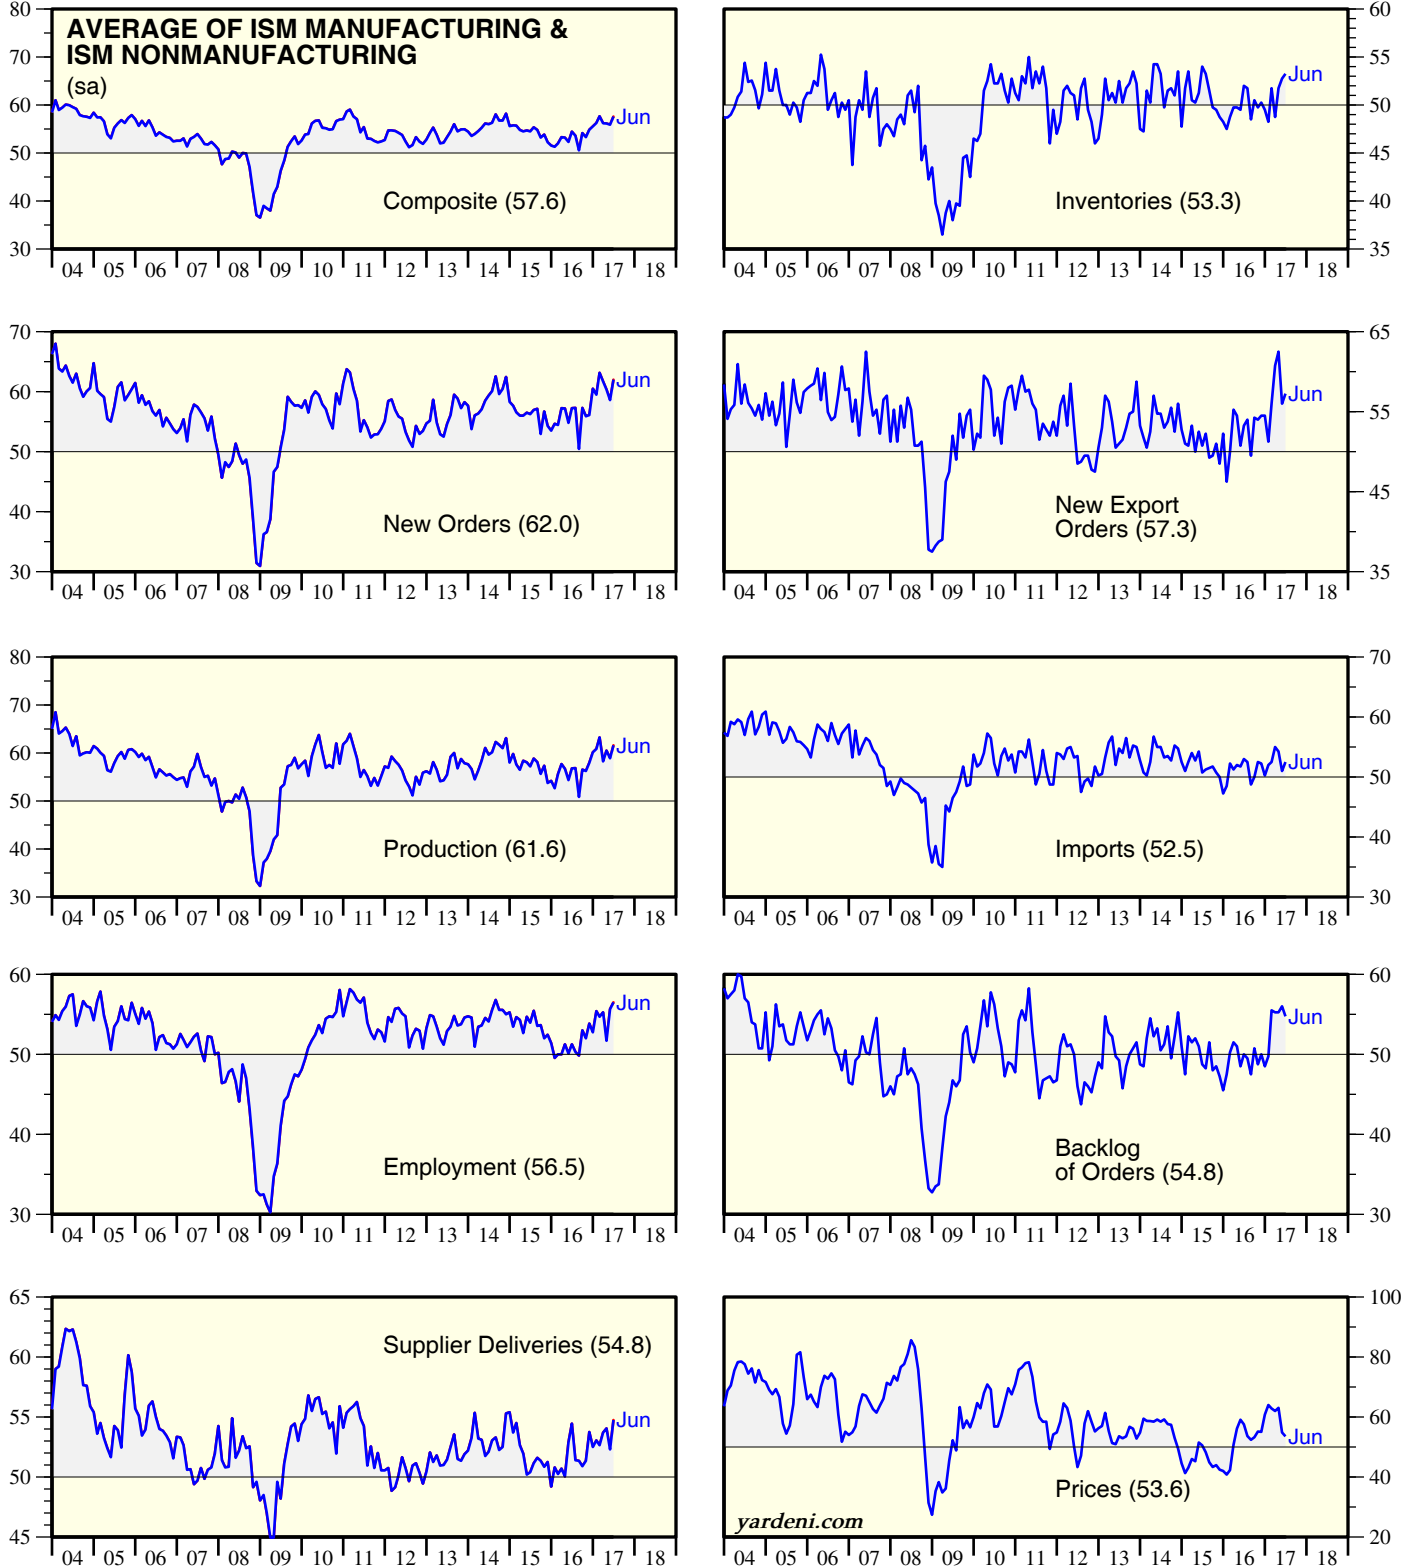 AVERAGE OF ISM MANUFACTURING &
ISM NONMANUFACTURING
(sa)
80
70
60
50
40
30
Jun
Composite (57.6)
04 05 06 07 08 09 10 11 12 13 14 15 16 17 18
60
55
50
45
40
35
Jun
Inventories (53.3)
04 05 06 07 08 09 10 11 12 13 14 15 16 17 18
70
60
50
40
30
Jun
New Orders (62.0)
04 05 06 07 08 09 10 11 12 13 14 15 16 17 18
65
55
45
35
Jun
New Export
Orders (57.3)
04 05 06 07 08 09 10 11 12 13 14 15 16 17 18
80
70
60
50
40
30
Jun
Production (61.6)
04 05 06 07 08 09 10 11 12 13 14 15 16 17 18
70
60
50
40
30
Jun
Imports (52.5)
04 05 06 07 08 09 10 11 12 13 14 15 16 17 18
60
50
40
30
Jun
Employment (56.5)
04 05 06 07 08 09 10 11 12 13 14 15 16 17 18
60
50
40
30
Jun
Backlog
of Orders (54.8)
04 05 06 07 08 09 10 11 12 13 14 15 16 17 18
65
60
55
50
45
Supplier Deliveries (54.8)
Jun
04 05 06 07 08 09 10 11 12 13 14 15 16 17 18
100
80
60
40
20
Jun
Prices (53.6)
yardeni.com
04 05 06 07 08 09 10 11 12 13 14 15 16 17 18